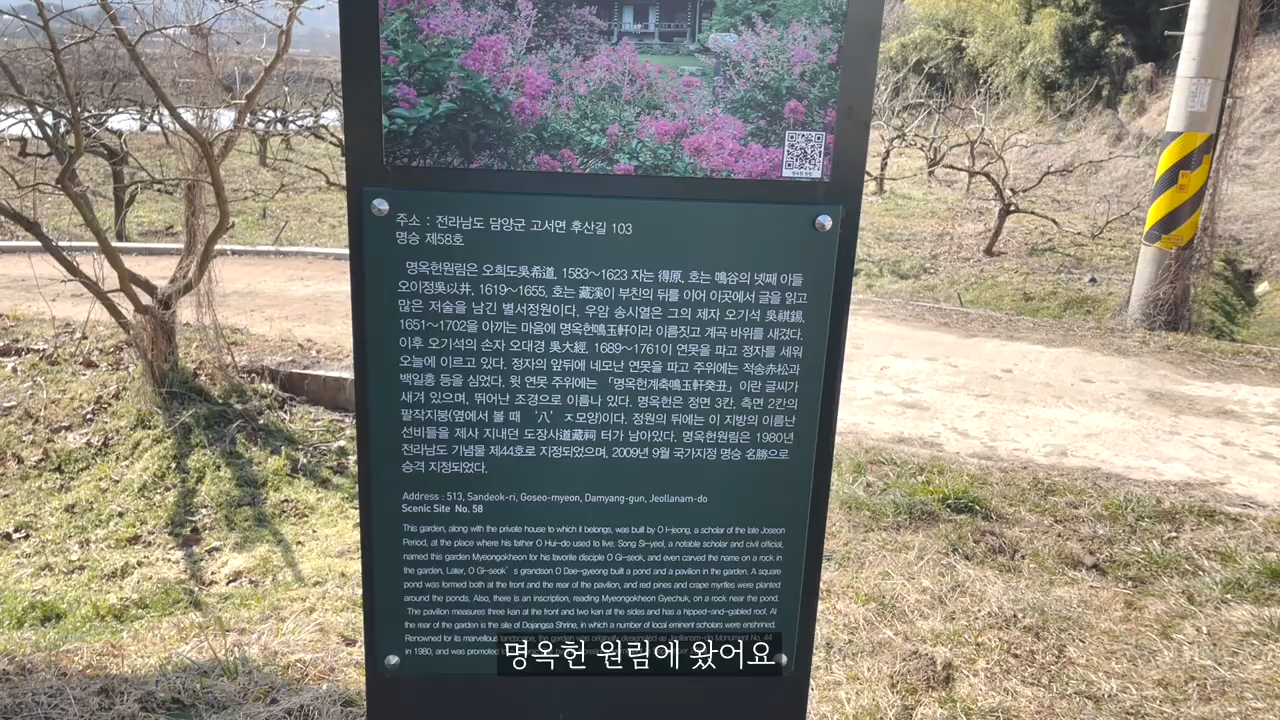 명옥헌 원림
주소 : 전라남도 담양군 고서면 후산길 103
명승 제58호
명옥헌원림은 오희도吳希道, 1583~1623 자는 得原, 호는 鳴谷의 넷째 아들
오이정吳以井, 1619~1655, 호는 藏溪이 부친의 뒤를 이어 이곳에서 글을 읽고
많은 저술을 남긴 별서정원이다. 우암 송시열은 그의 제자 오기석 吳祺錫,
1651~1702을 아끼는 마음에 명옥헌鳴玉軒이라 이름짓고 계곡 바위를 새겼다.
이후 오기석의 손자 오대경 吳大經, 1689~1761이 연못을 파고 정자를 세워
오늘에 이르고 있다. 정자의 앞뒤에 네모난 연못을 파고 주위에는 적송赤松과
백일홍 등을 심었다. 윗 연못 주위에는 「명옥헌계축鳴玉軒癸丑」이란 글씨가
새겨 있으며, 뛰어난 조경으로 이름나 있다. 명옥헌은 정면 3칸, 측면 2칸의
팔작지붕(옆에서 볼 때 ‘八’ㅈ모양)이다. 정원의 뒤에는 이 지방의 이름난
선비들을 제사 지내던 도장사道藏祠 터가 남아있다. 명옥헌원림은 1980년
전라남도 기념물 제44호로 지정되었으며, 2009년 9월 국가지정 명승 名勝으로
승격 지정되었다.
Address : 513, Sandeok-ri, Goseo-myeon, Damyang-gun, Jeollanam-do
Scenic Site No. 58
This garden, along with the private house to which it belongs, was built by O I-jeong, a scholar of the late Joseon
Period, at the place where his father O Hui-do used to live. Song Si-yeol, a notable scholar and civil official,
named this garden Myeongokheon for his favorite disciple O Gi-seok, and even carved the name on a rock in
the garden. Later, O Gi-seok's grandson O Dae-gyeong built a pond and a pavilion in the garden. A square
pond was formed both at the front and the rear of the pavilion, and red pines and crape myrtles were planted
around the ponds. Also, there is an inscription, reading Myeongokheon Gyechuk, on a rock near the pond.
The pavilion measures three kan at the front and two kan at the sides and has a hipped-and-gabled roof. At
the rear of the garden is the site of Dojangsa Shrine, in which a number of local eminent scholars were enshrined.
Renowned for its marvellous landscape, the garden was originally designated as Jeollanam-do Monument No. 44
in 1980, and was promoted
명옥헌 원림에 왔어요